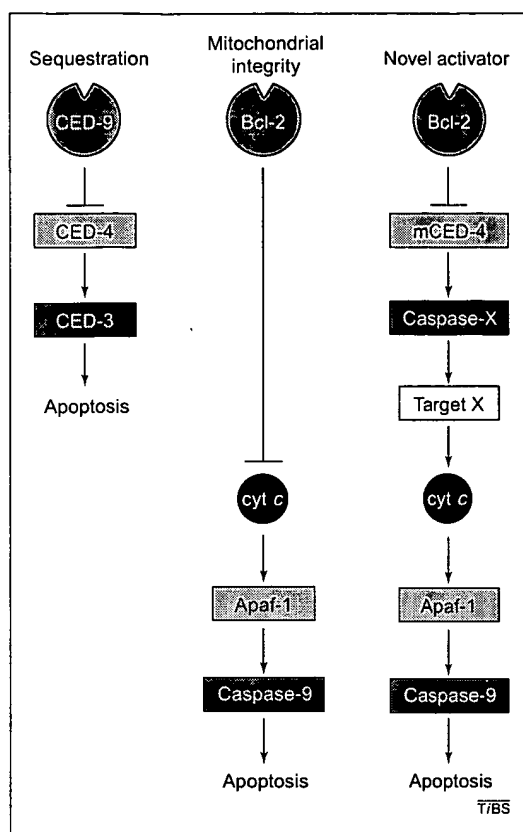 Sequestration
CED-9
CED-4
CED-3
Apoptosis
Mitochondrial
integrity
Bcl-2
cyt c
Apaf-1
Caspase-9
Apoptosis
Novel activator
Bcl-2
mCED-4
Caspase-X
Target X
cyt c
Apaf-1
Caspase-9
Apoptosis
TiBS